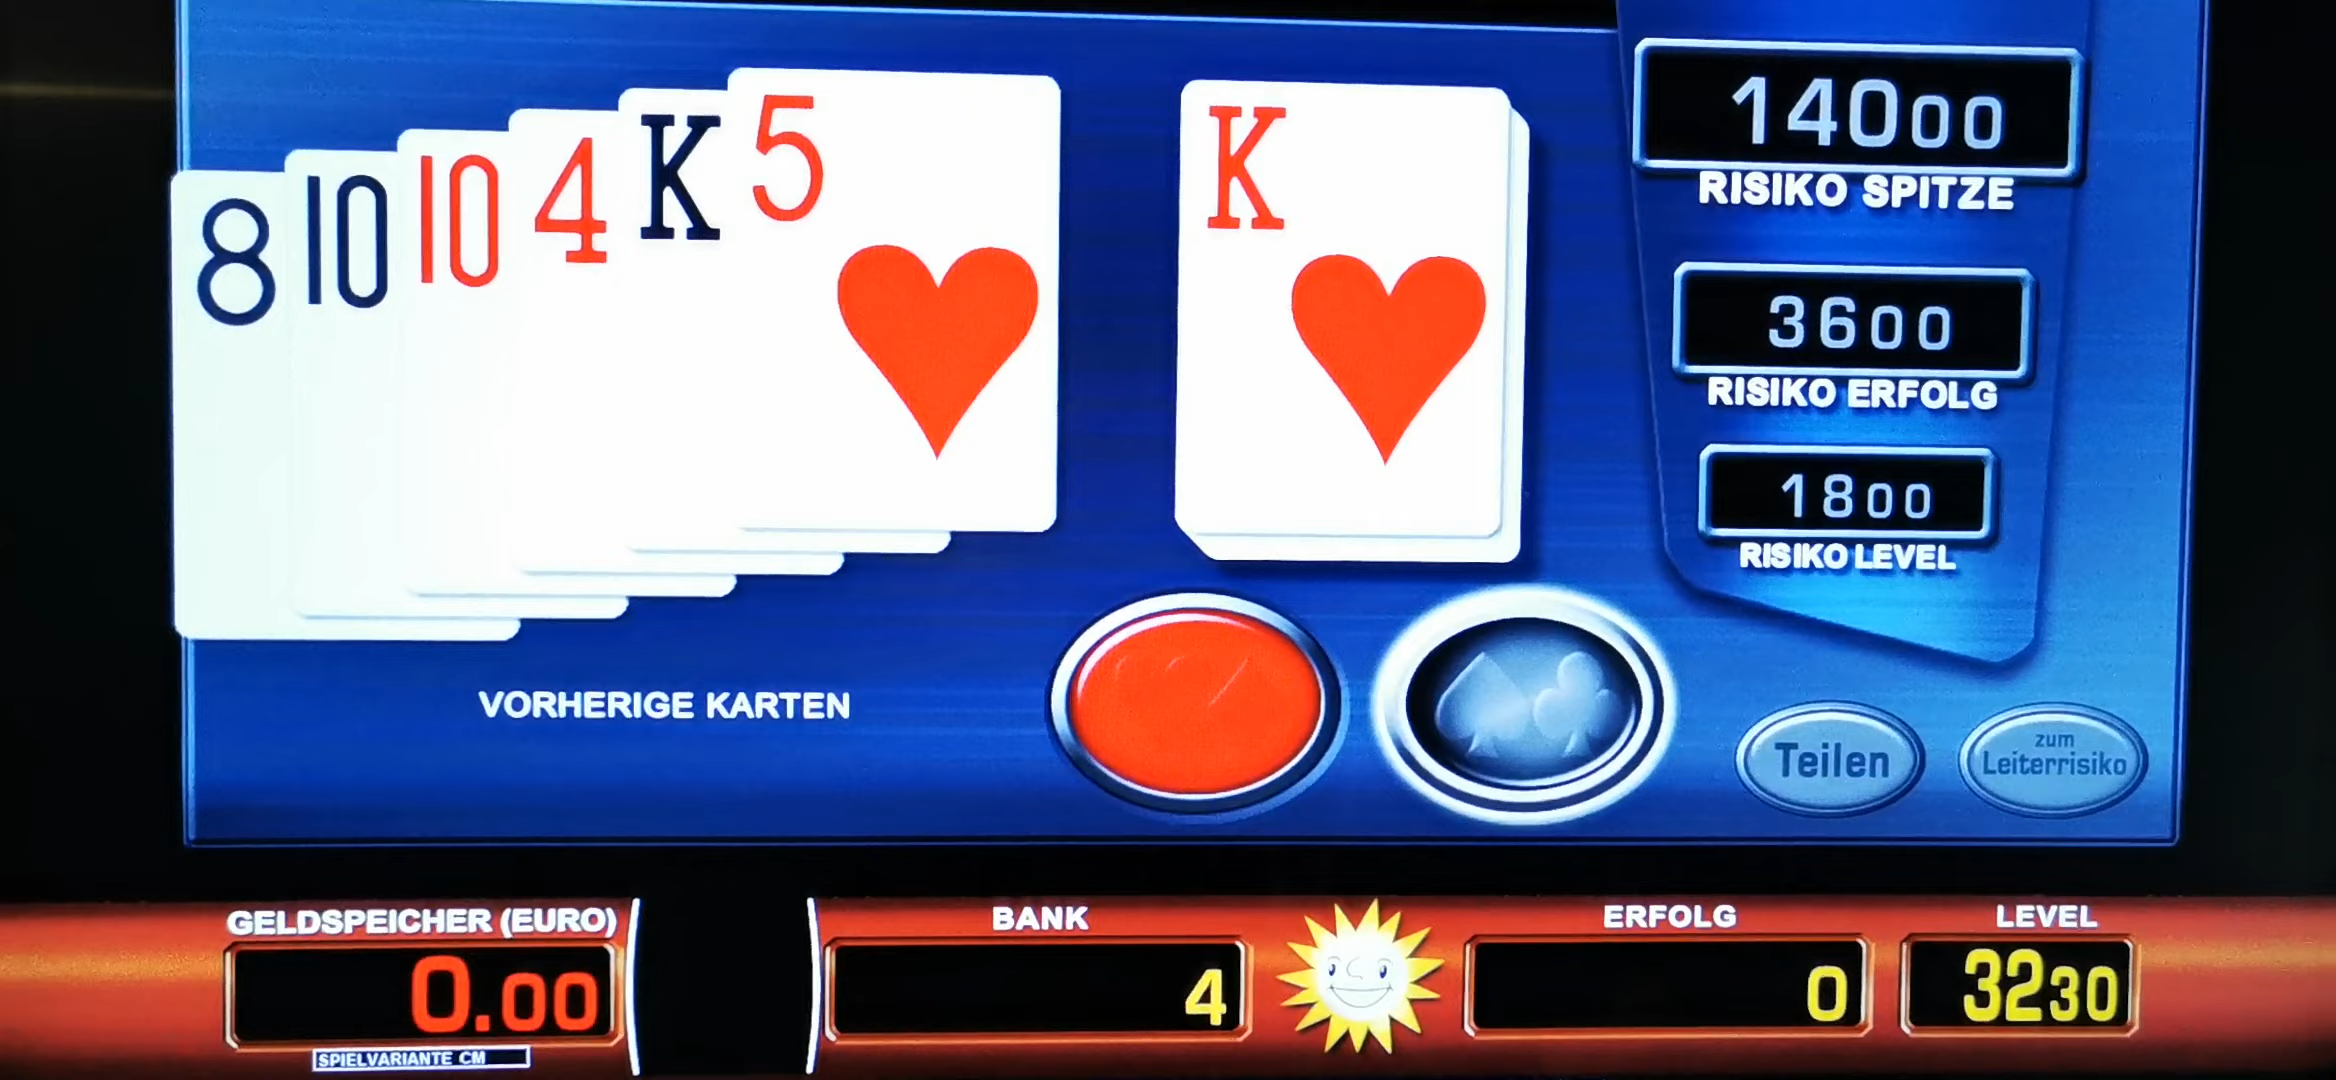 8
10
10
4
K
5
K
14000
RISIKO SPITZE
3600
RISIKO ERFOLG
1800
RISIKO LEVEL
VORHERIGE KARTEN
Teilen
zum
Leiterrisiko
GELDSPEICHER (EURO)
BANK
ERFOLG
LEVEL
0.00
4
0
3230
SPIELVARIANTE CM